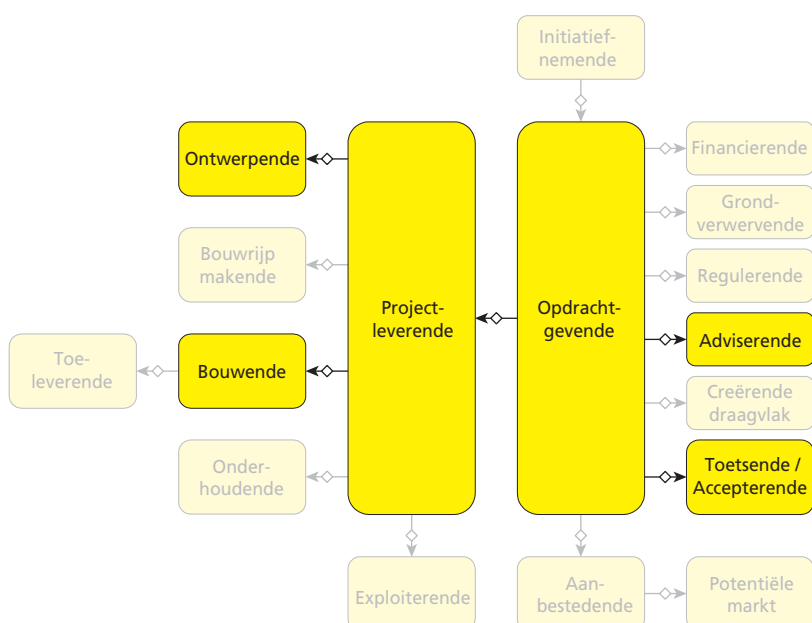 Initiatief-
nemende
Ontwerpende
Bouwrijp
makende
Toe-
leverende
Bouwende
Onder-
houdende
Project-
leverende
Exploiterende
Opdracht-
gevende
Aan-
bestedende
Financierende
Grond-
verwervende
Regulerende
Adviserende
Creërende
draagvlak
Toetsende /
Accepterende
Potentiële
markt